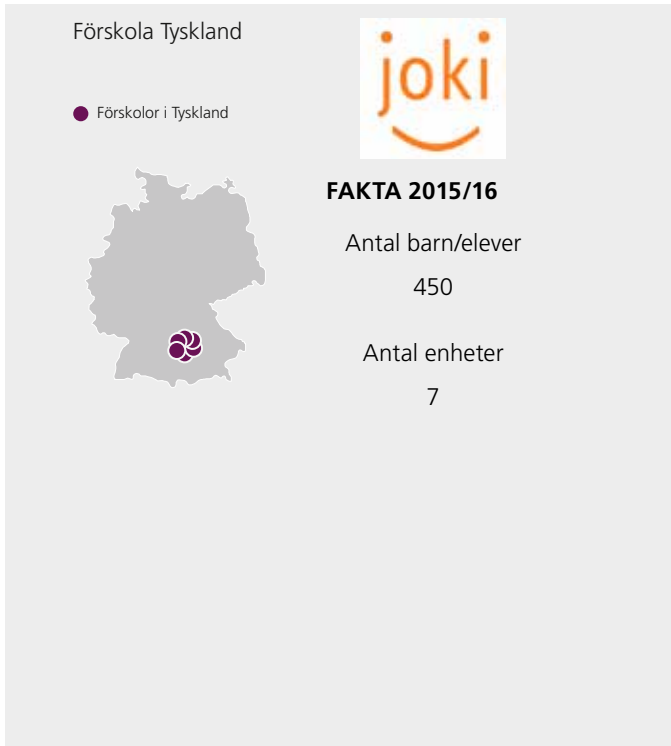 Förskola Tyskland
Förskolor i Tyskland
joki
FAKTA 2015/16
Antal barn/elever
450
Antal enheter
7